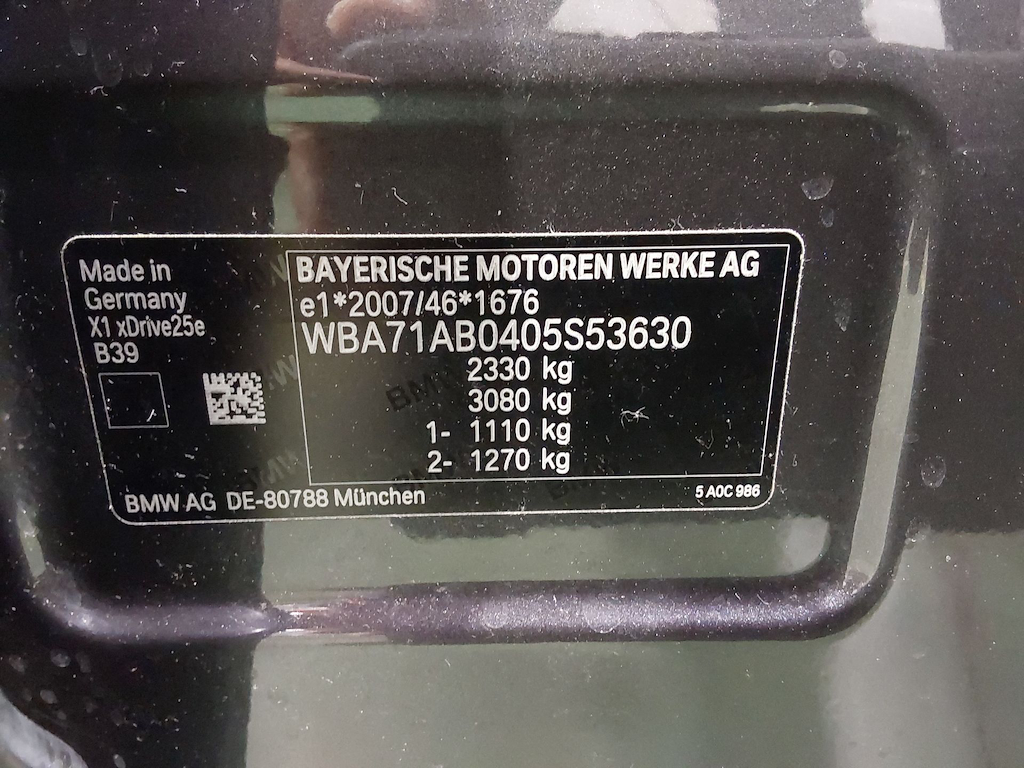 Made in
Germany
X1 xDrive25e
B39
BAYERISCHE MOTOREN WERKE AG
e1*2007/46*1676
WBA71AB0405S53630
2330 kg
3080 kg
1- 1110 kg
2- 1270 kg
BMW AG DE-80788 München
5 A0C 986